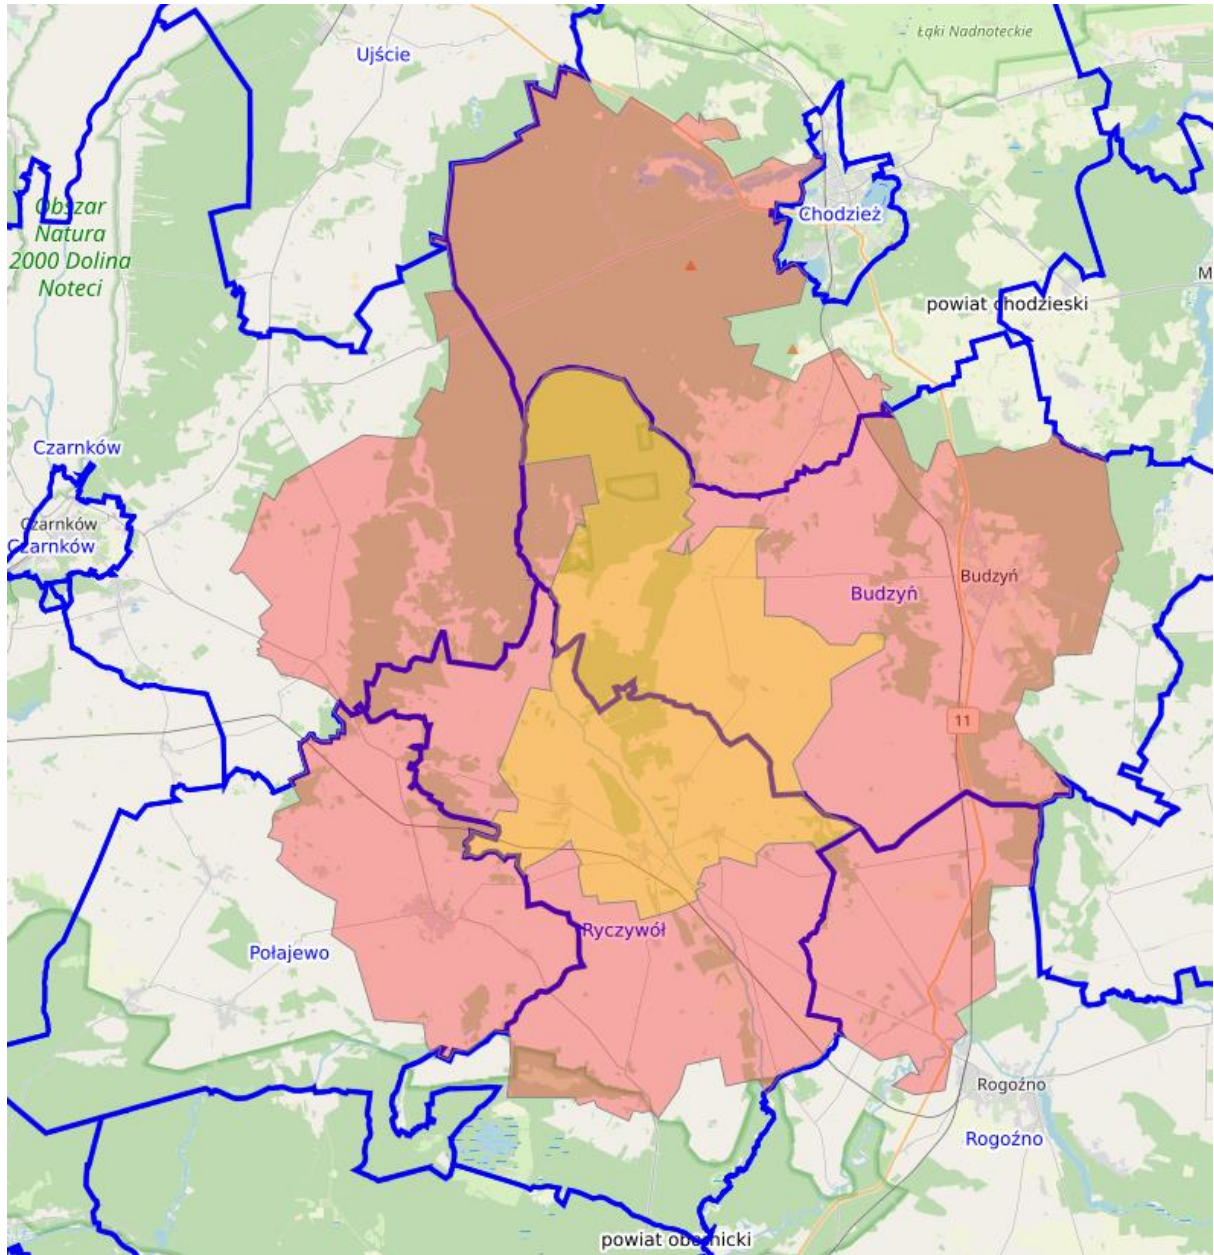 Łąki Nadnoteckie
Ujście
Obszar
Natura
2000 Dolina
Noteci
Chodzież
M
powiat chodzieski
Czarnków
Czarnków
Czarnków
Budzyń
Budzyń
11
Ryczywół
Połajewo
Rogoźno
Rogoźno
powiat obornicki